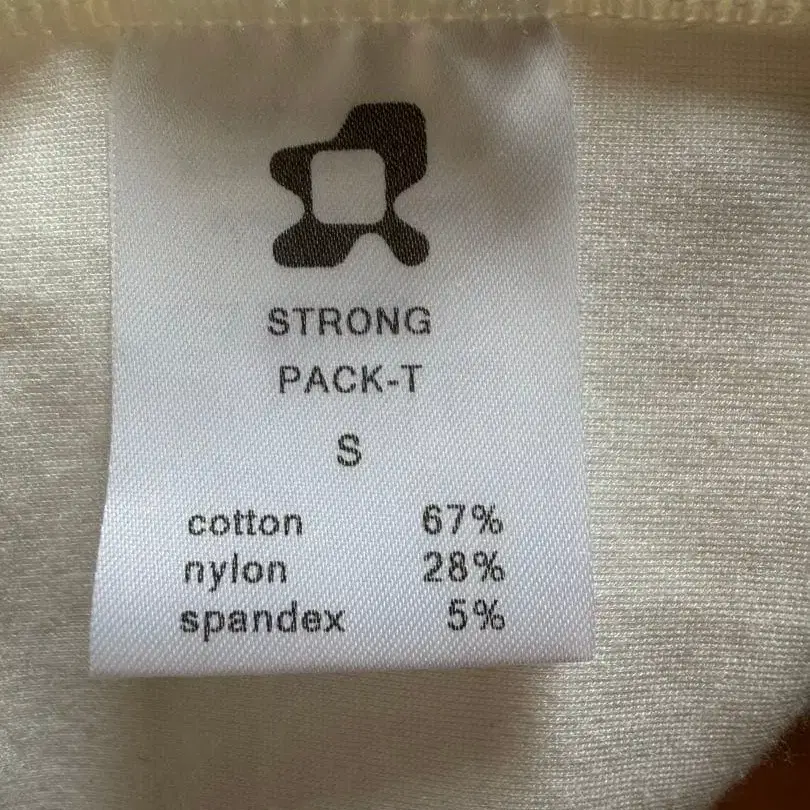 STRONG
PACK-T
S
cotton 67%
nylon 28%
spandex 5%